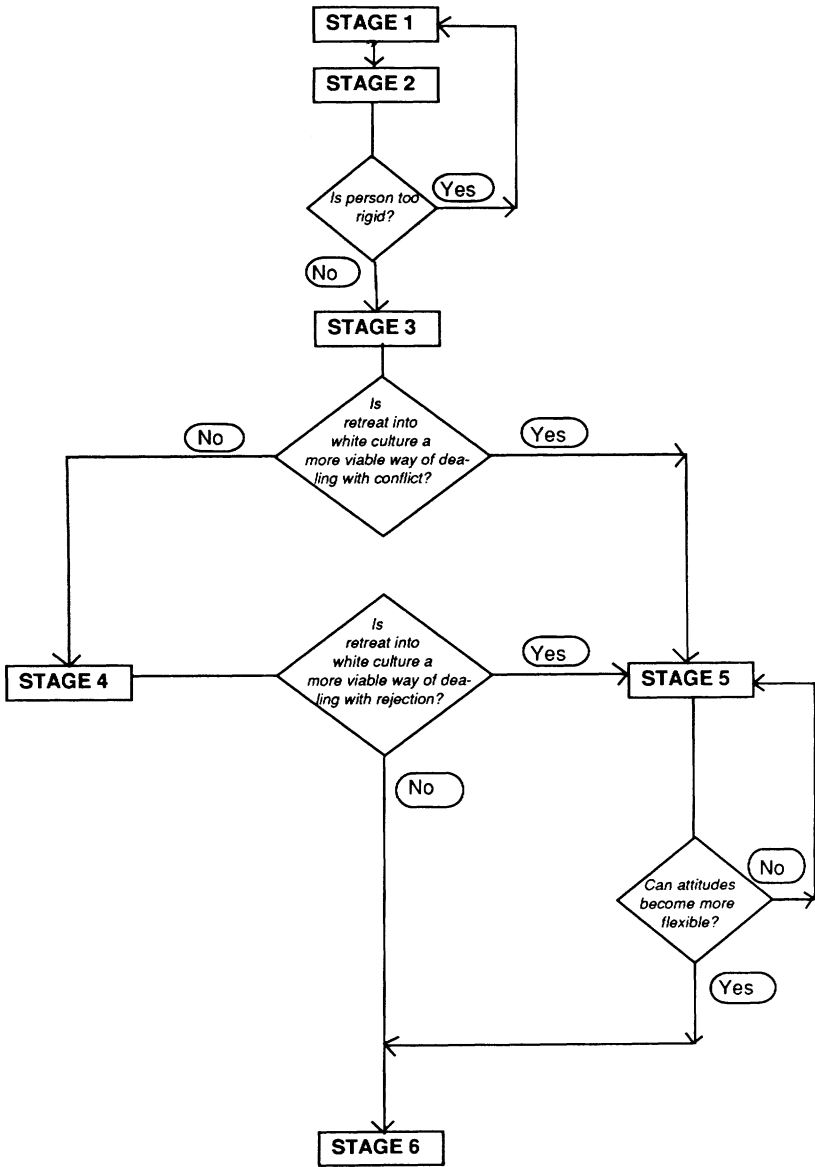 STAGE 1
STAGE 2
Is person too
rigid?
Yes
No
STAGE 3
Is
retreat into
white culture a
more viable way of dea-
ling with conflict?
No
Yes
Is
retreat into
white culture a
more viable way of dea-
ling with rejection?
Yes
STAGE 4
STAGE 5
No
Can attitudes
become more
flexible?
No
Yes
STAGE 6